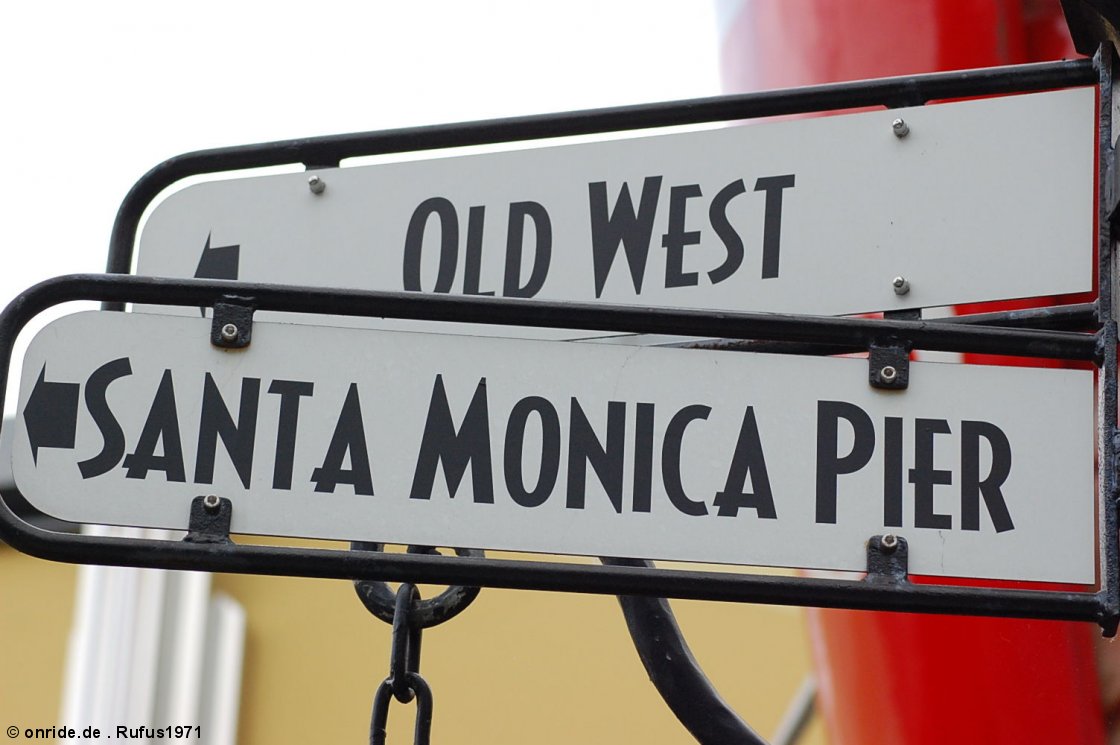 OLD WEST
SANTA MONICA PIER
© onride.de . Rufus1971